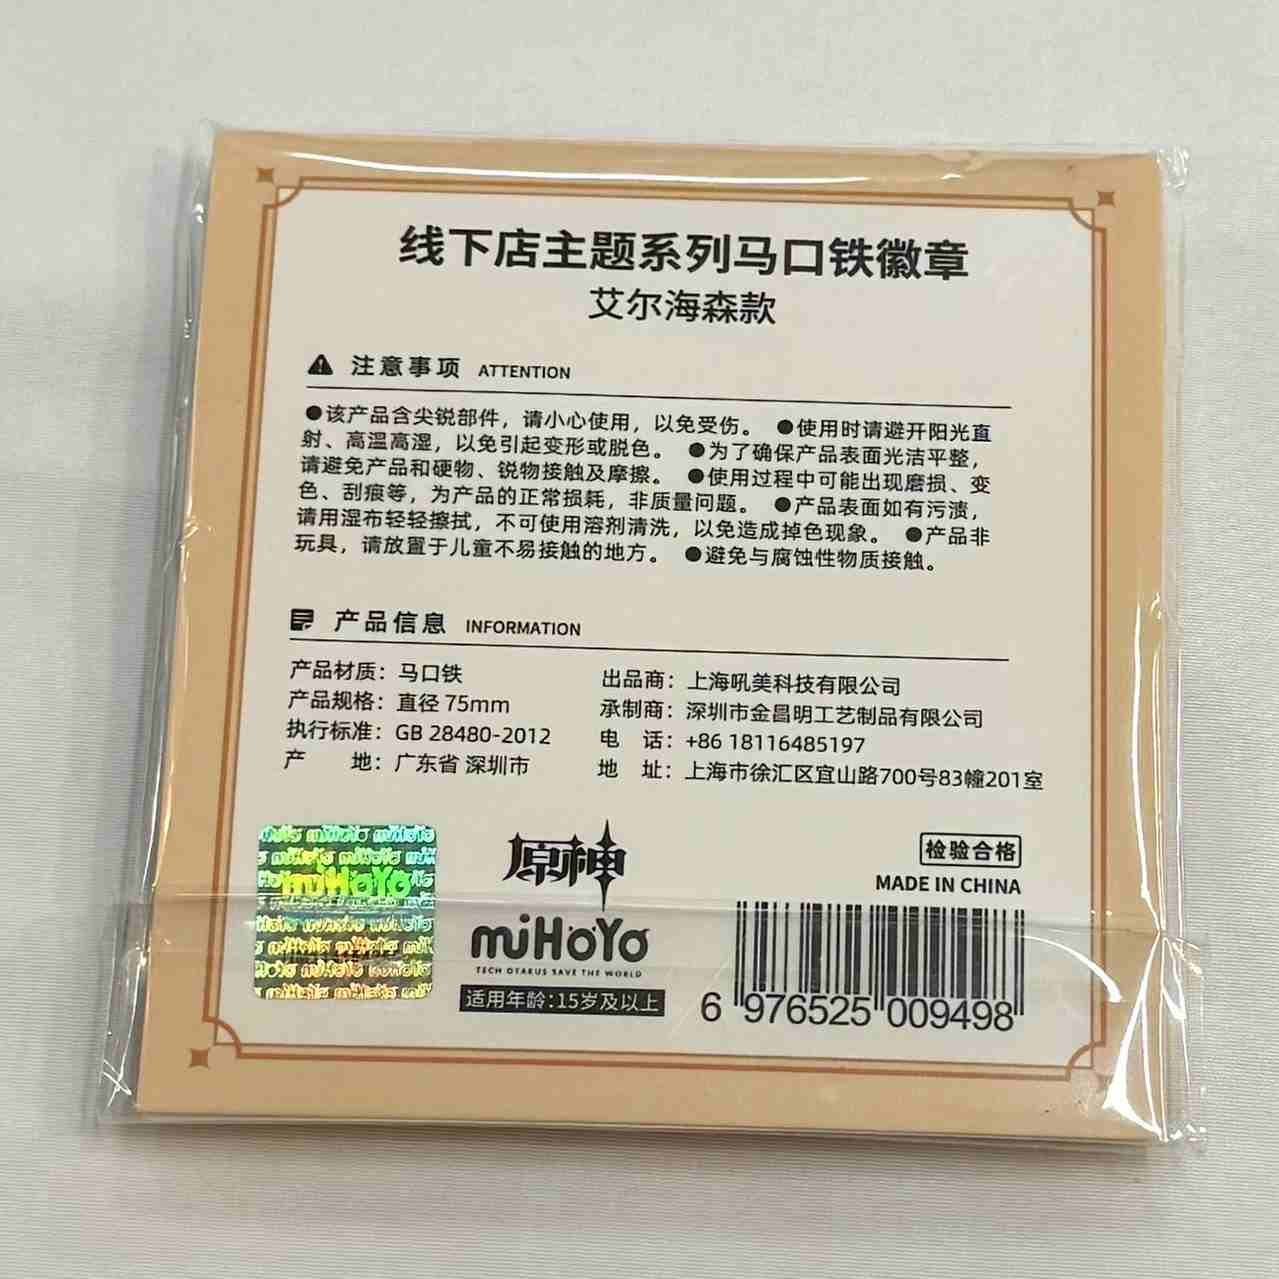 线下店主题系列马口铁徽章
艾尔海森款
注意事项 ATTENTION
●该产品含尖锐部件，请小心使用，以免受伤。 ●使用时请避开阳光直
射、高温高湿，以免引起变形或脱色。 ●为了确保产品表面光洁平整，
请避免产品和硬物、锐物接触及摩擦。 ●使用过程中可能出现磨损、变
色、刮痕等，为产品的正常损耗，非质量问题。 ●产品表面如有污渍，
请用湿布轻轻擦拭，不可使用溶剂清洗，以免造成掉色现象。 ●产品非
玩具，请放置于儿童不易接触的地方。 ●避免与腐蚀性物质接触。
产品信息 INFORMATION
产品材质：马口铁
产品规格：直径 75mm
执行标准：GB 28480-2012
产 地：广东省 深圳市
出品商：上海吼美科技有限公司
承制商：深圳市金昌明工艺制品有限公司
电 话：+86 18116485197
地 址：上海市徐汇区宜山路700号83幢201室
miHoYo
原神
miHoYo
TECH OTAKUS SAVE THE WORLD
适用年龄：15岁及以上
检验合格
MADE IN CHINA
6 976525 009498